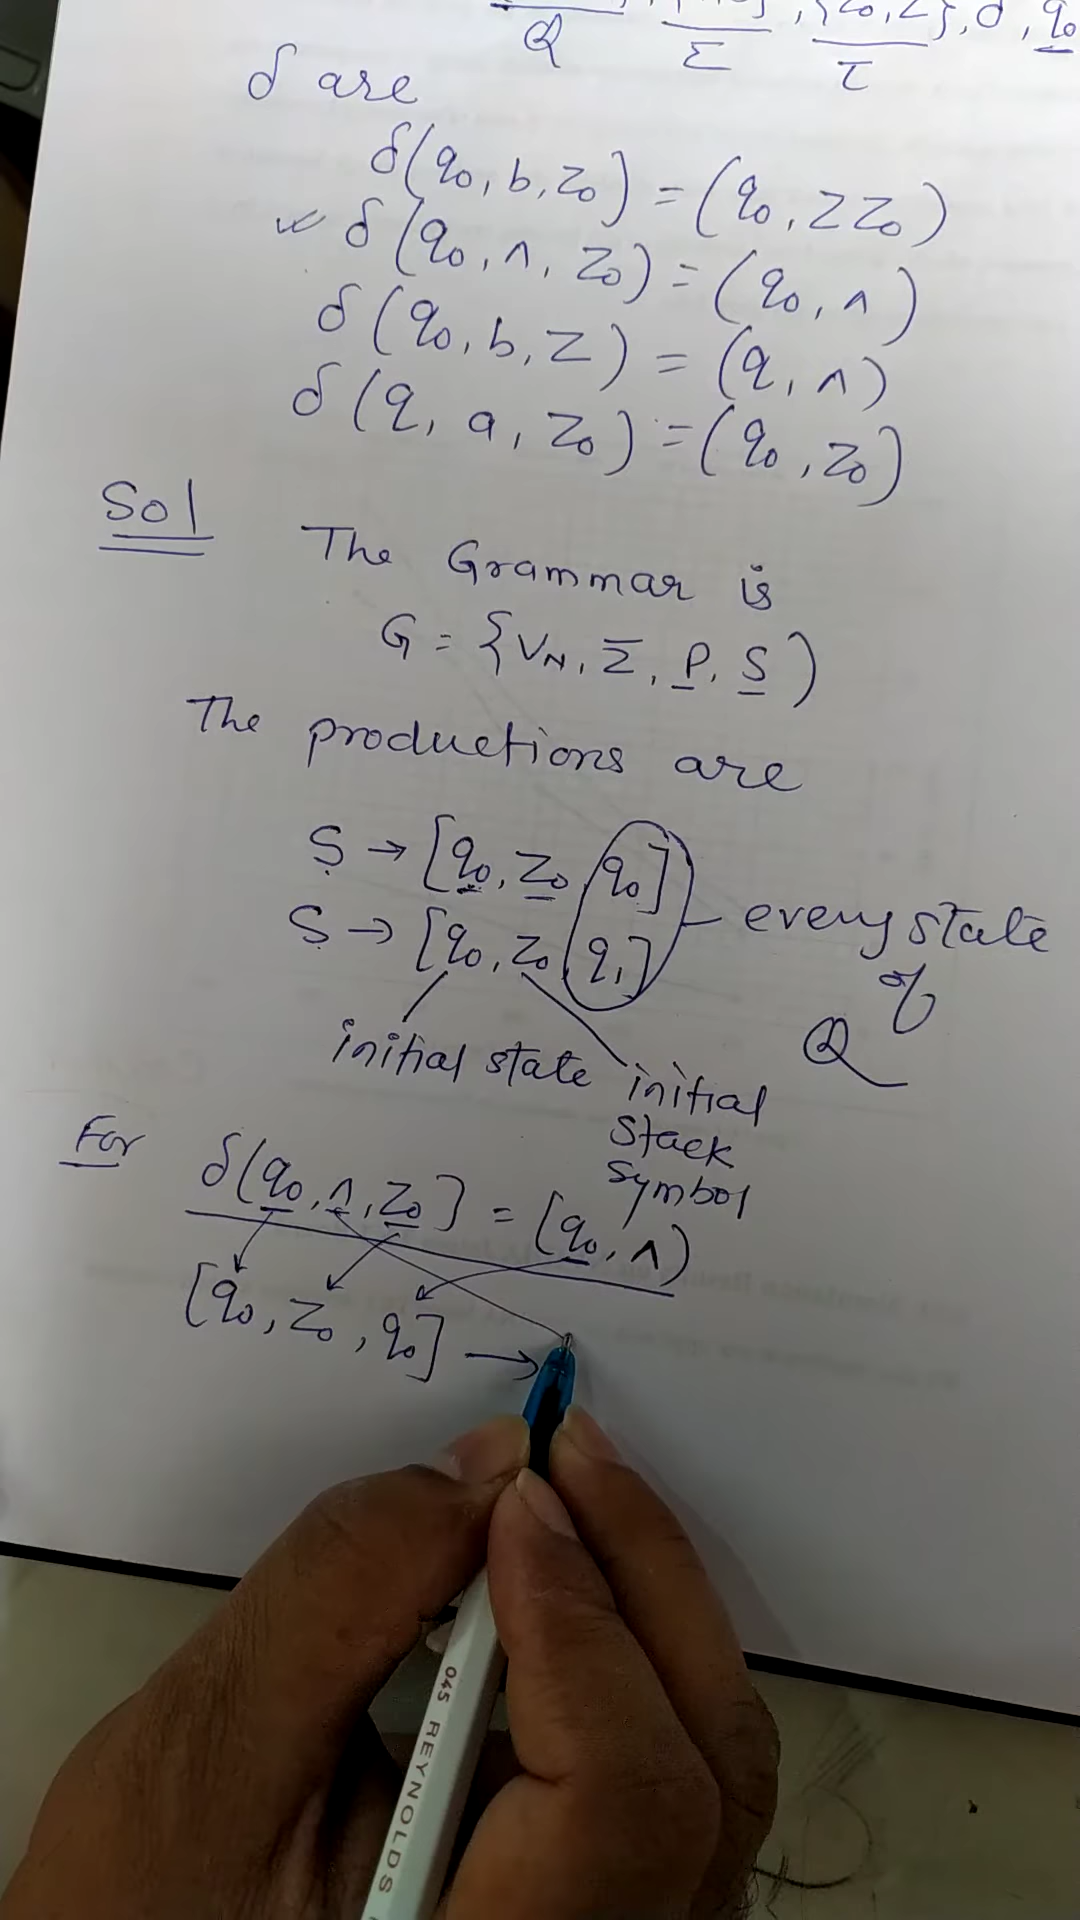 {Z₀, Z}, δ, q₀
Q Σ τ
δ are
δ(q₀, b, Z₀) = (q₀, ZZ₀)
δ(q₀, ʌ, Z₀) = (q₀, ʌ)
δ(q₀, b, Z) = (q, ʌ)
δ(q, a, Z₀) = (q₀, Z₀)
Sol The Grammar is
G = {V_N, Σ, P, S)
The productions are
S → [q₀, Z₀, q₀]
S → [q₀, Z₀, q₁]
every state
of
Q
initial state
initial
stack
symbol
For δ(q₀, ʌ, Z₀] = [q₀, ʌ)
[q₀, Z₀, q₀] →
045 REYNOLDS